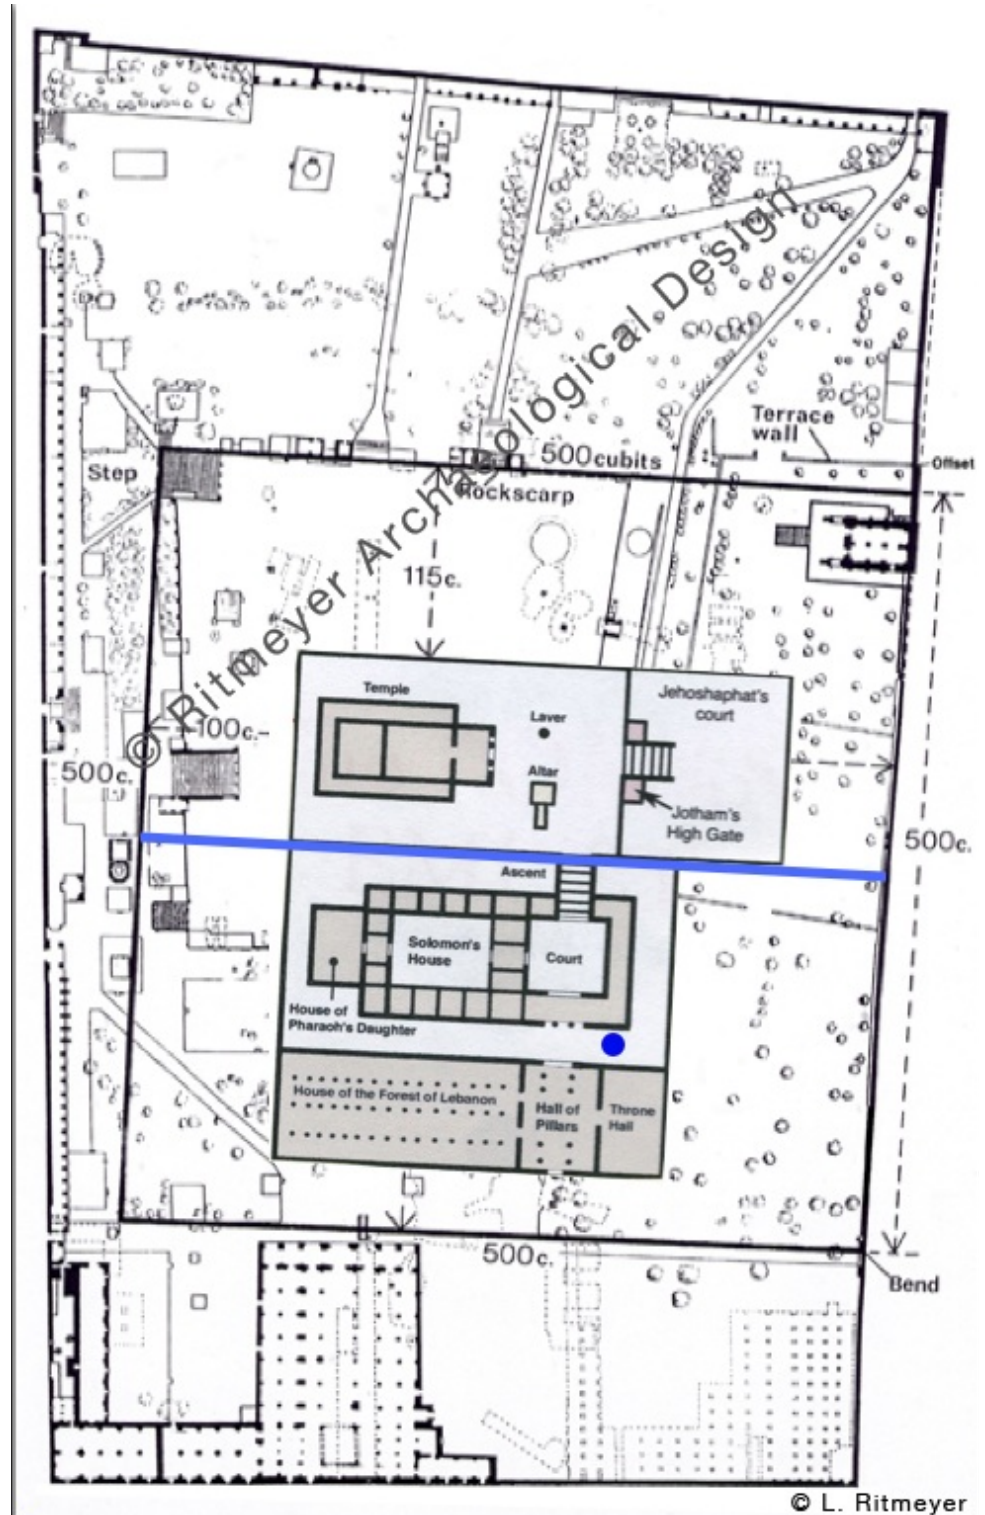 © Ritmeyer Archaeological Design
Terrace
wall
Offset
Step
500 cubits
Rockscarp
115c.
Temple
Laver
Jehoshaphat's
court
100c.
500c.
Altar
Jotham's
High Gate
500c.
Ascent
Solomon's
House
Court
House of
Pharaoh's Daughter
House of the Forest of Lebanon
Hall of
Pillars
Throne
Hall
500c.
Bend
© L. Ritmeyer